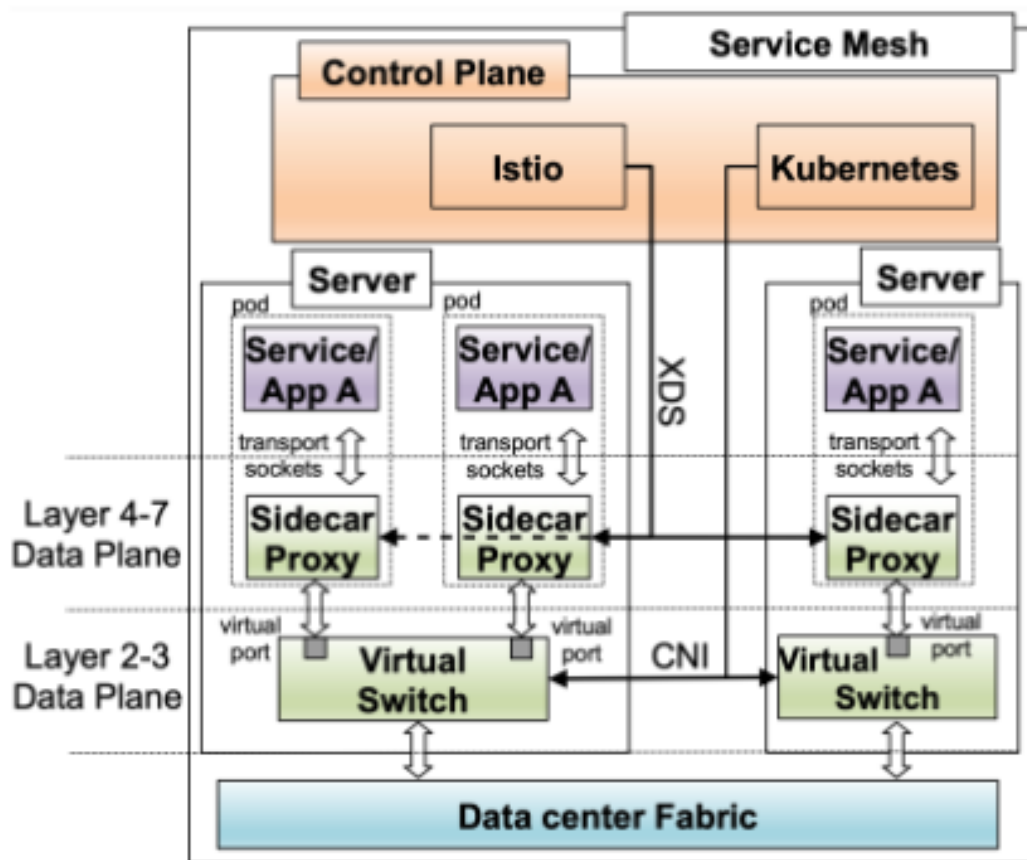 Service Mesh
Control Plane
Istio
Kubernetes
Server
Server
pod
pod
pod
Service/
App A
Service/
App A
Service/
App A
XDS
transport
sockets
transport
sockets
transport
sockets
Layer 4-7
Data Plane
Sidecar
Proxy
Sidecar
Proxy
Sidecar
Proxy
virtual
port
virtual
port
virtual
port
Layer 2-3
Data Plane
Virtual
Switch
CNI
Virtual
Switch
Data center Fabric